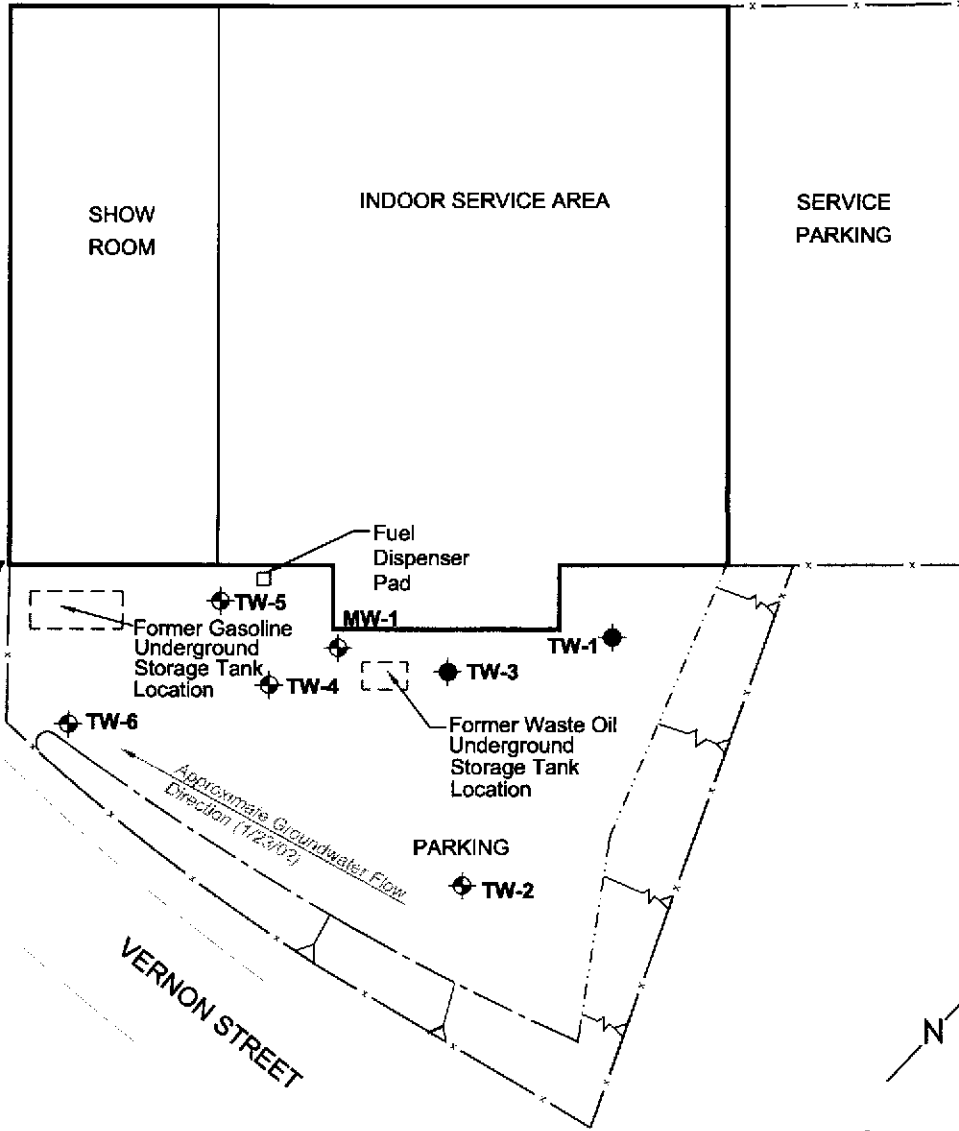 SHOW
ROOM
INDOOR SERVICE AREA
SERVICE
PARKING
Fuel
Dispenser
Pad
TW-5
MW-1
Former Gasoline
Underground
Storage Tank
Location
TW-1
TW-3
TW-4
TW-6
Former Waste Oil
Underground
Storage Tank
Location
Approximate Groundwater Flow
Direction (1/23/02)
PARKING
TW-2
VERNON STREET
N